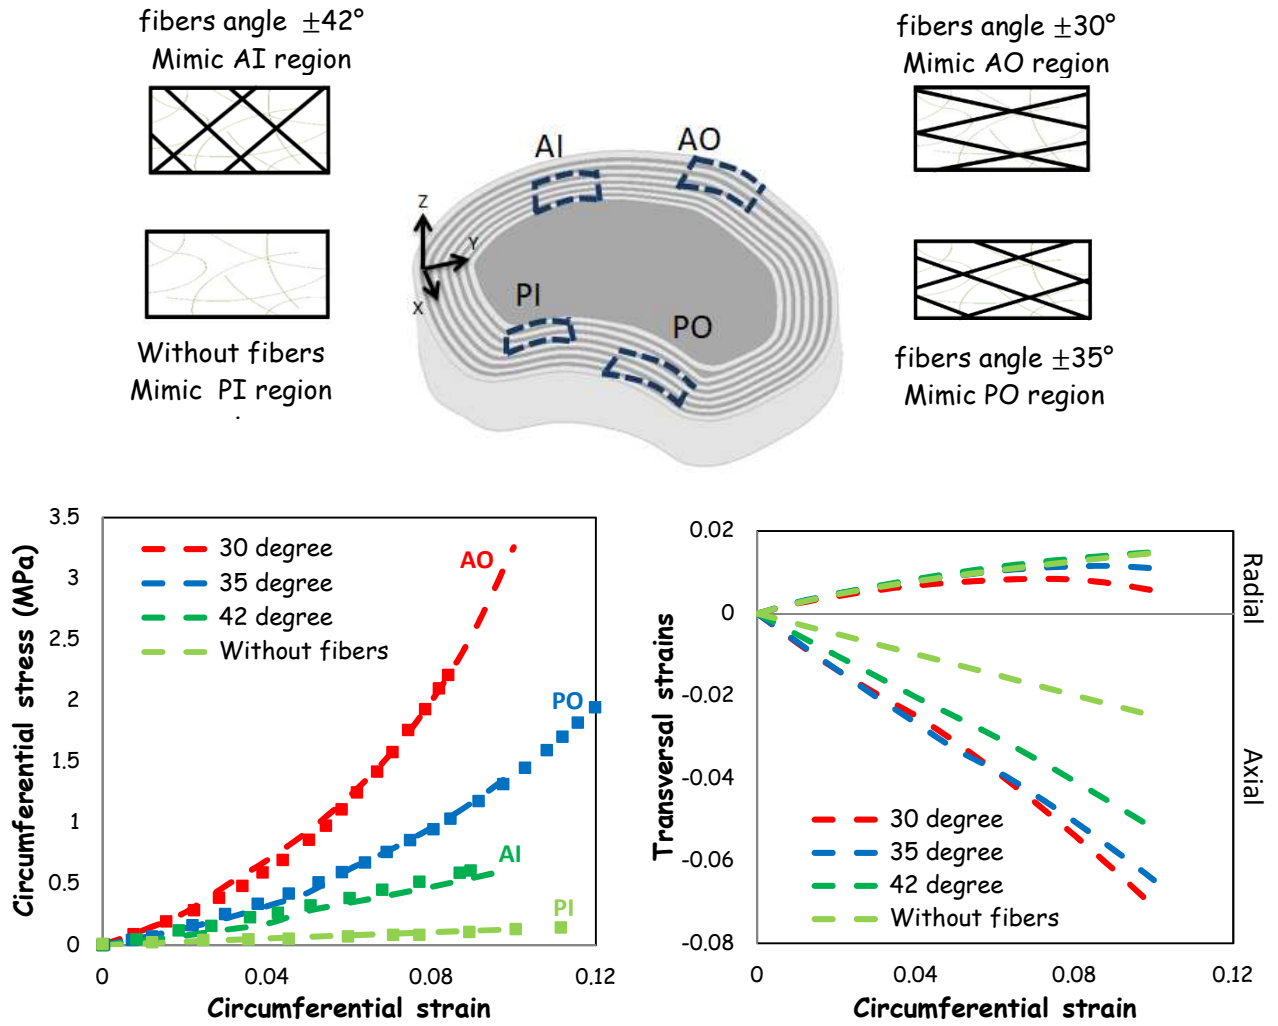 fibers angle ±42°
Mimic AI region
fibers angle ±30°
Mimic AO region
AI
AO
Z
Y
X
PI
PO
Without fibers
Mimic PI region
fibers angle ±35°
Mimic PO region
Circumferential stress (MPa)
3.5
3
2.5
2
1.5
1
0.5
0
30 degree
35 degree
42 degree
Without fibers
AO
PO
AI
PI
0
0.04
0.08
0.12
Circumferential strain
Transversal strains
0.02
0
-0.02
-0.04
-0.06
-0.08
Radial
Axial
30 degree
35 degree
42 degree
Without fibers
0
0.04
0.08
0.12
Circumferential strain